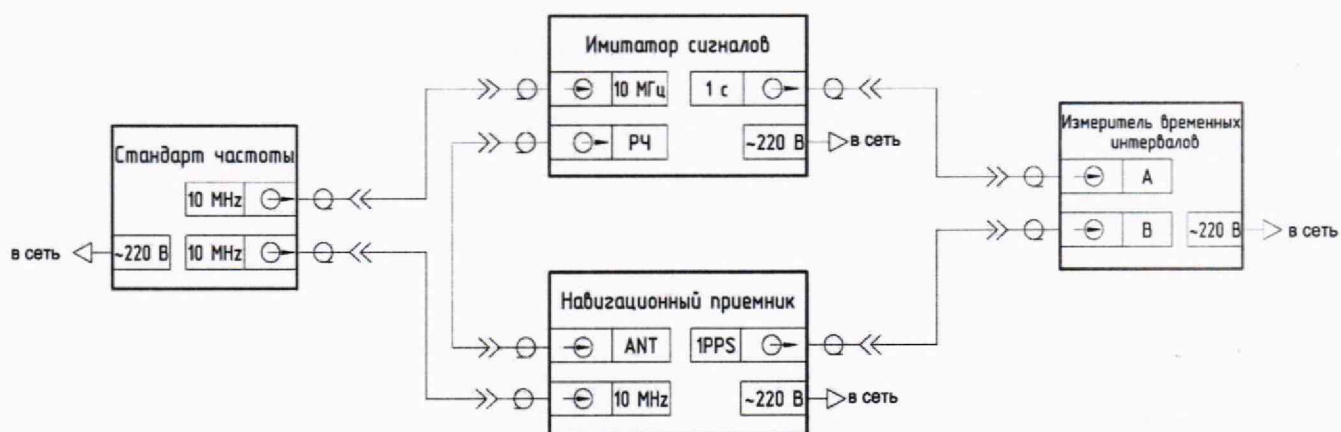 Имитатор сигналов
10 МГц
1 с
РЧ
~220 В
в сеть
Стандарт частоты
10 MHz
~220 В
10 MHz
в сеть
Измеритель временных
интервалов
A
B
~220 В
в сеть
Навигационный приемник
ANT
1PPS
10 MHz
~220 В
в сеть